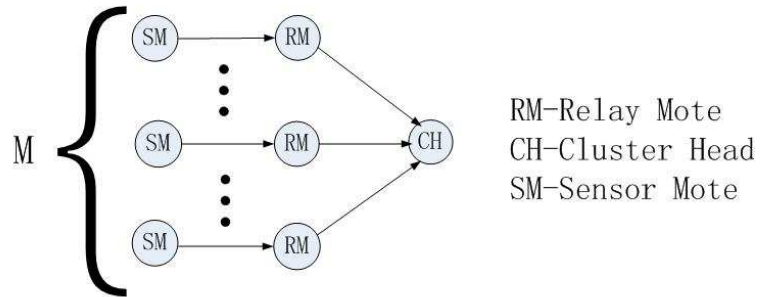 SM RM
RM-Relay Mote
M SM RM CH CH-Cluster Head
SM-Sensor Mote
SM RM